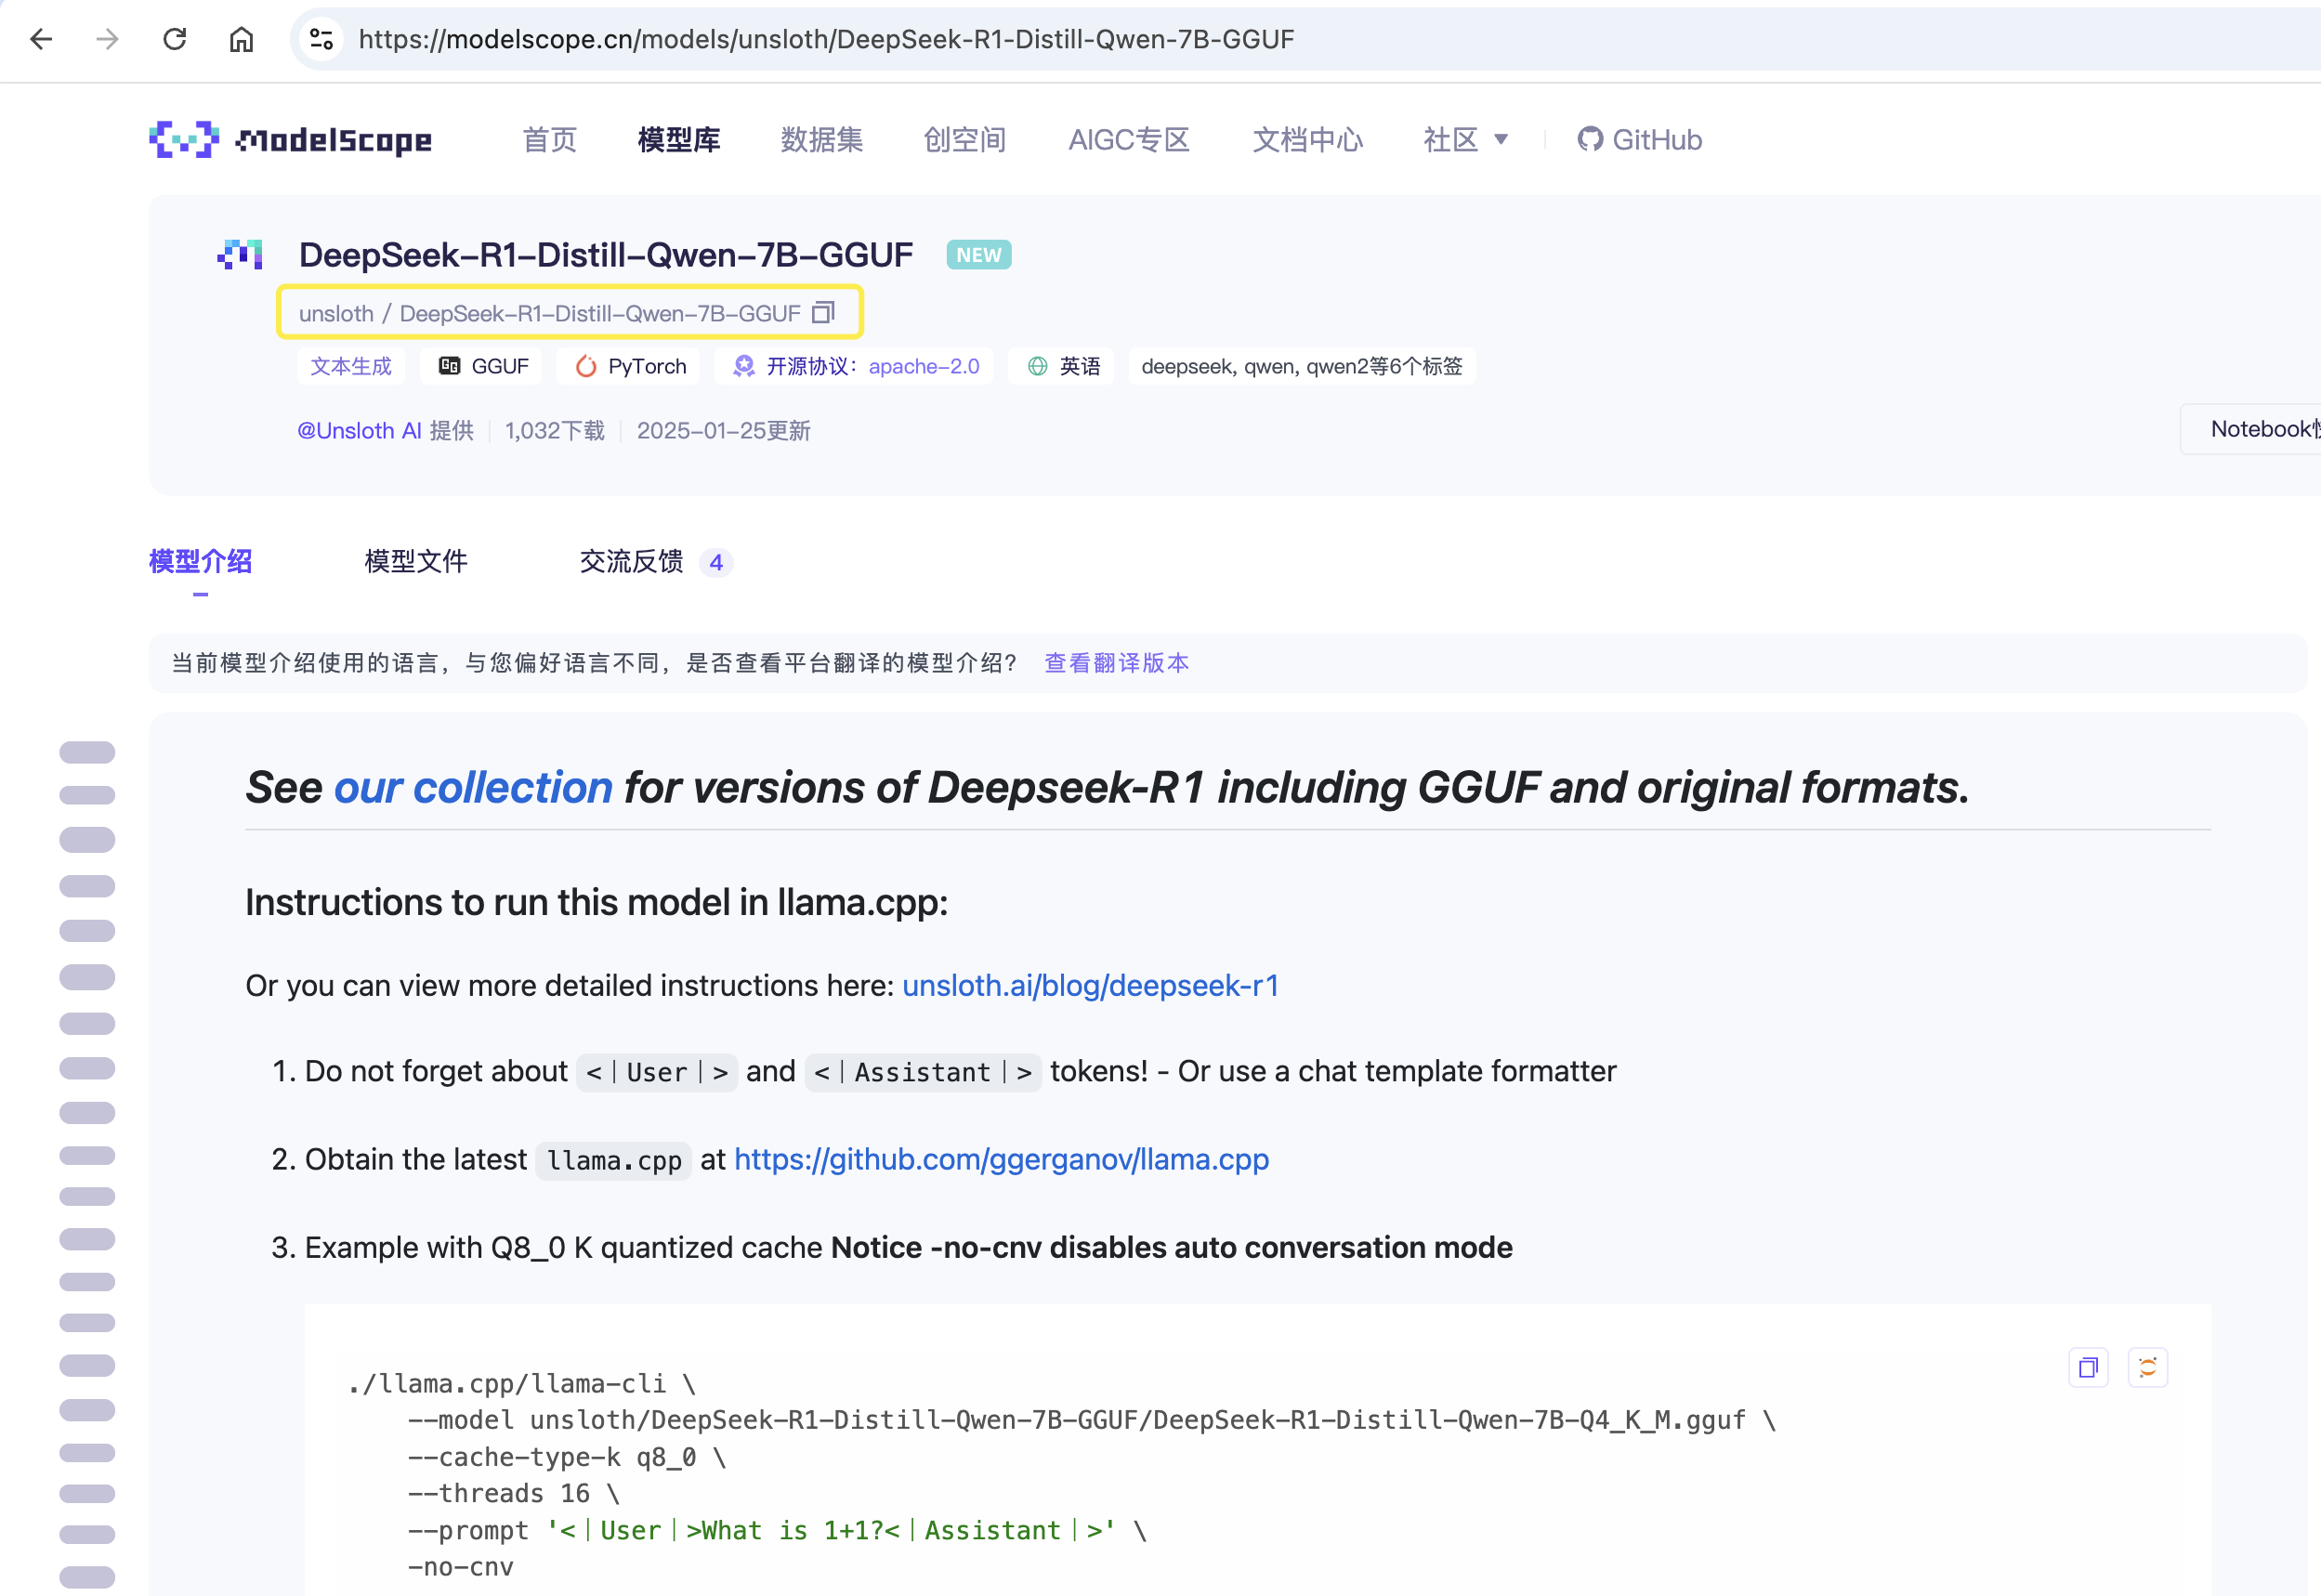 https://modelscope.cn/models/unsloth/DeepSeek-R1-Distill-Qwen-7B-GGUF
ModelScope 首页 模型库 数据集 创空间 AIGC专区 文档中心 社区 GitHub
DeepSeek-R1-Distill-Qwen-7B-GGUF NEW
unsloth / DeepSeek-R1-Distill-Qwen-7B-GGUF
文本生成 GGUF PyTorch 开源协议：apache-2.0 英语 deepseek, qwen, qwen2等6个标签
@Unsloth AI 提供 1,032下载 2025-01-25更新
Notebook
模型介绍 模型文件 交流反馈 4
当前模型介绍使用的语言，与您偏好语言不同，是否查看平台翻译的模型介绍？ 查看翻译版本
See our collection for versions of Deepseek-R1 including GGUF and original formats.
Instructions to run this model in llama.cpp:
Or you can view more detailed instructions here: unsloth.ai/blog/deepseek-r1
1. Do not forget about <｜User｜> and <｜Assistant｜> tokens! - Or use a chat template formatter
2. Obtain the latest llama.cpp at https://github.com/ggerganov/llama.cpp
3. Example with Q8_0 K quantized cache Notice -no-cnv disables auto conversation mode
./llama.cpp/llama-cli \
--model unsloth/DeepSeek-R1-Distill-Qwen-7B-GGUF/DeepSeek-R1-Distill-Qwen-7B-Q4_K_M.gguf \
--cache-type-k q8_0 \
--threads 16 \
--prompt '<｜User｜>What is 1+1?<｜Assistant｜>' \
-no-cnv